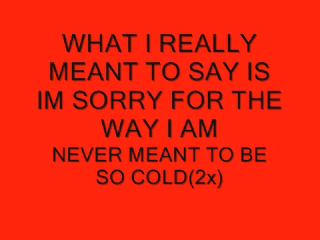 WHAT I REALLY
MEANT TO SAY IS
IM SORRY FOR THE
WAY I AM
NEVER MEANT TO BE
SO COLD(2x)